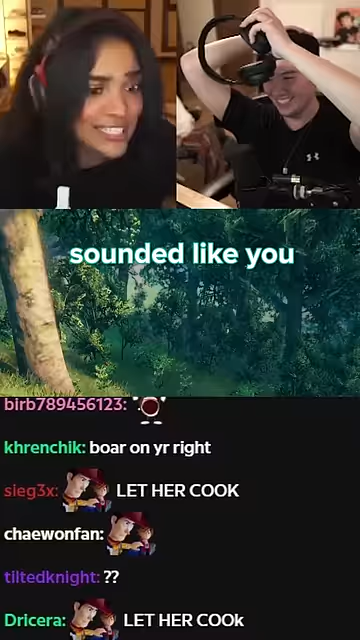 sounded like you
birb789456123:
khrenchik: boar on yr right
sieg3x: LET HER COOK
chaewonfan:
tiltedknight: ??
Dricera: LET HER COOk